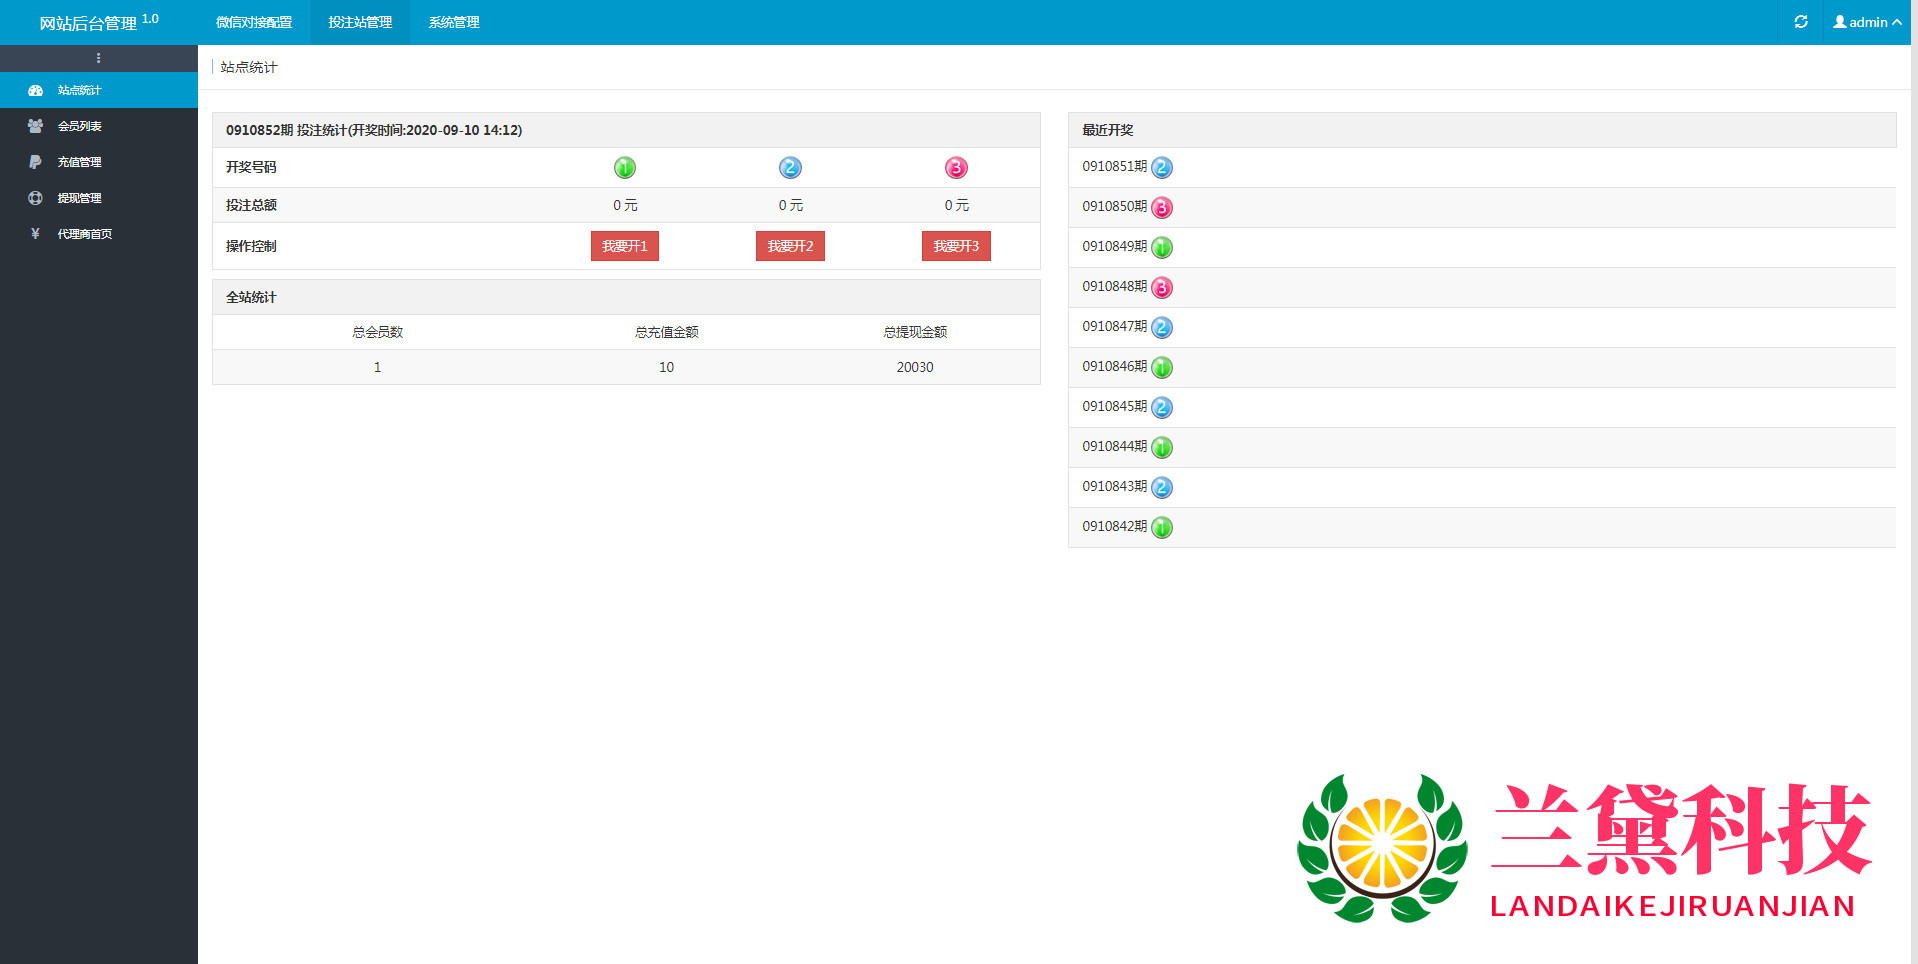 网站后台管理 1.0
微信对接配置 投注站管理 系统管理
admin
站点统计
会员列表
充值管理
提现管理
¥ 代理商首页
站点统计
0910852期 投注统计(开奖时间:2020-09-10 14:12)
开奖号码 1 2 3
投注总额 0 元 0 元 0 元
操作控制 我要开1 我要开2 我要开3
全站统计
总会员数 总充值金额 总提现金额
1 10 20030
最近开奖
0910851期 2
0910850期 3
0910849期 1
0910848期 3
0910847期 2
0910846期 1
0910845期 2
0910844期 1
0910843期 2
0910842期 1
兰黛科技
LANDAIKEJIRUANJIAN